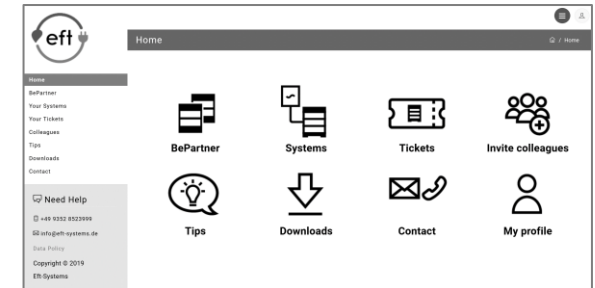 eft
Home
/ Home
Home
BePartner
Your Systems
Your Tickets
Colleagues
Tips
Downloads
Contact
Need Help
+49 9352 8523999
info@eft-systems.de
Data Policy
Copyright © 2019
Eft-Systems
BePartner
Systems
Tickets
Invite colleagues
Tips
Downloads
Contact
My profile